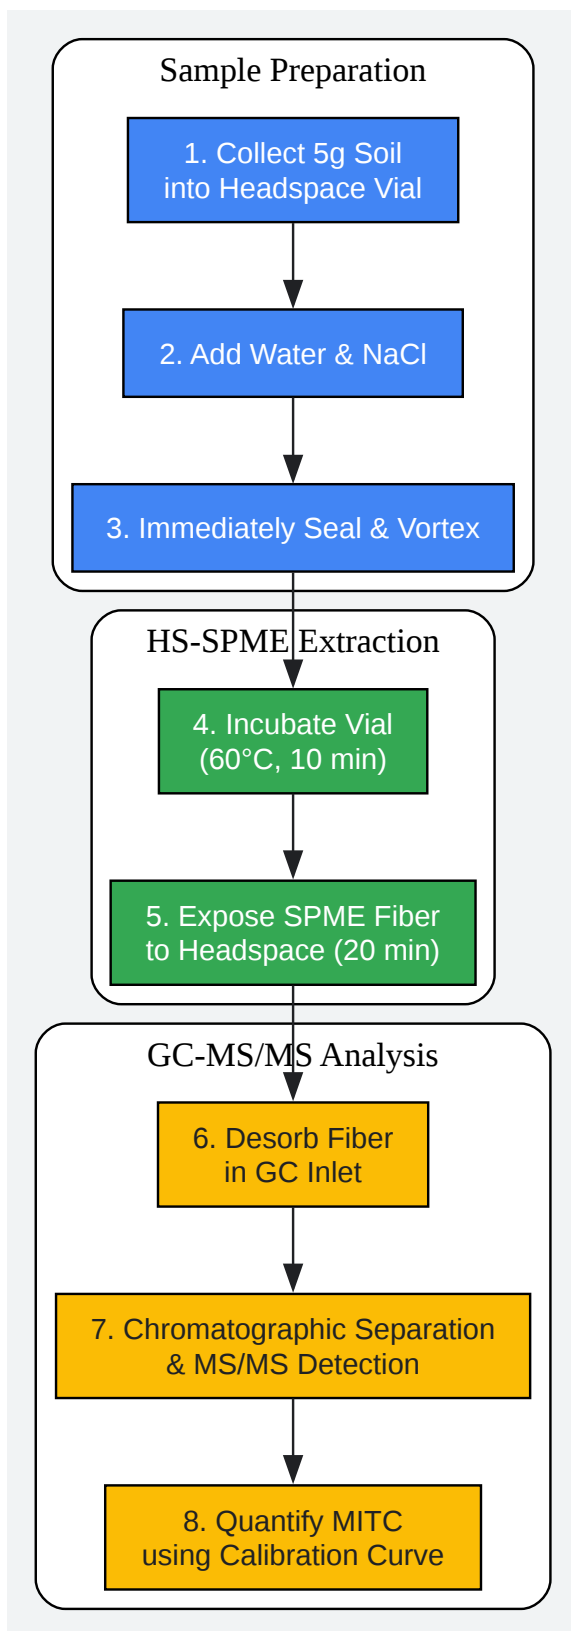 Sample Preparation
1. Collect 5g Soil
into Headspace Vial
2. Add Water & NaCl
3. Immediately Seal & Vortex
HS-SPME Extraction
4. Incubate Vial
(60°C, 10 min)
5. Expose SPME Fiber
to Headspace (20 min)
GC-MS/MS Analysis
6. Desorb Fiber
in GC Inlet
7. Chromatographic Separation
& MS/MS Detection
8. Quantify MITC
using Calibration Curve